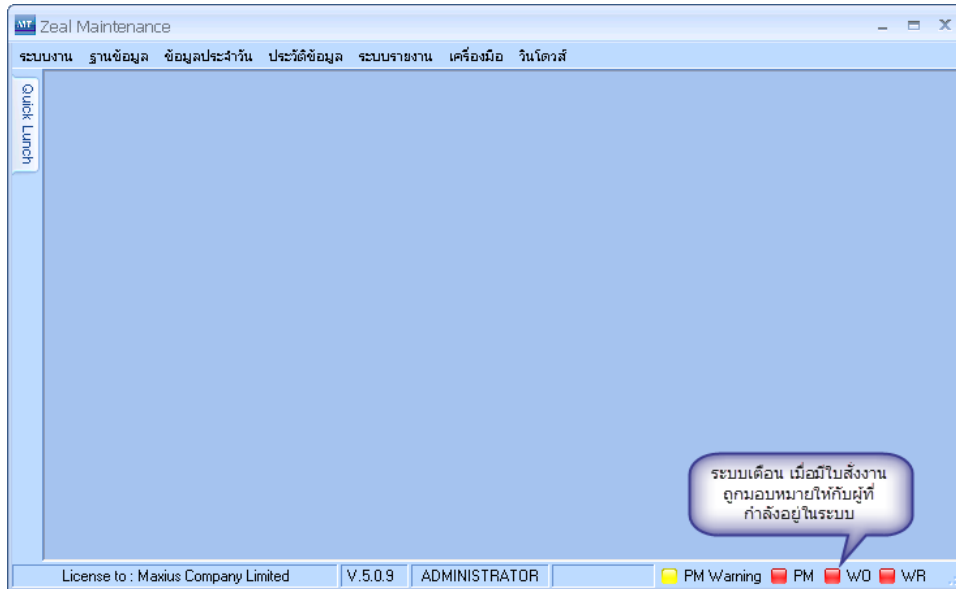 MT Zeal Maintenance
ระบบงาน ฐานข้อมูล ข้อมูลประจำวัน ประวัติข้อมูล ระบบรายงาน เครื่องมือ วินโดวส์
Quick Lunch
ระบบเตือน เมื่อมีใบสั่งงาน
ถูกมอบหมายให้กับผู้ที่
กำลังอยู่ในระบบ
License to : Maxius Company Limited V.5.0.9 ADMINISTRATOR PM Warning PM WO WR